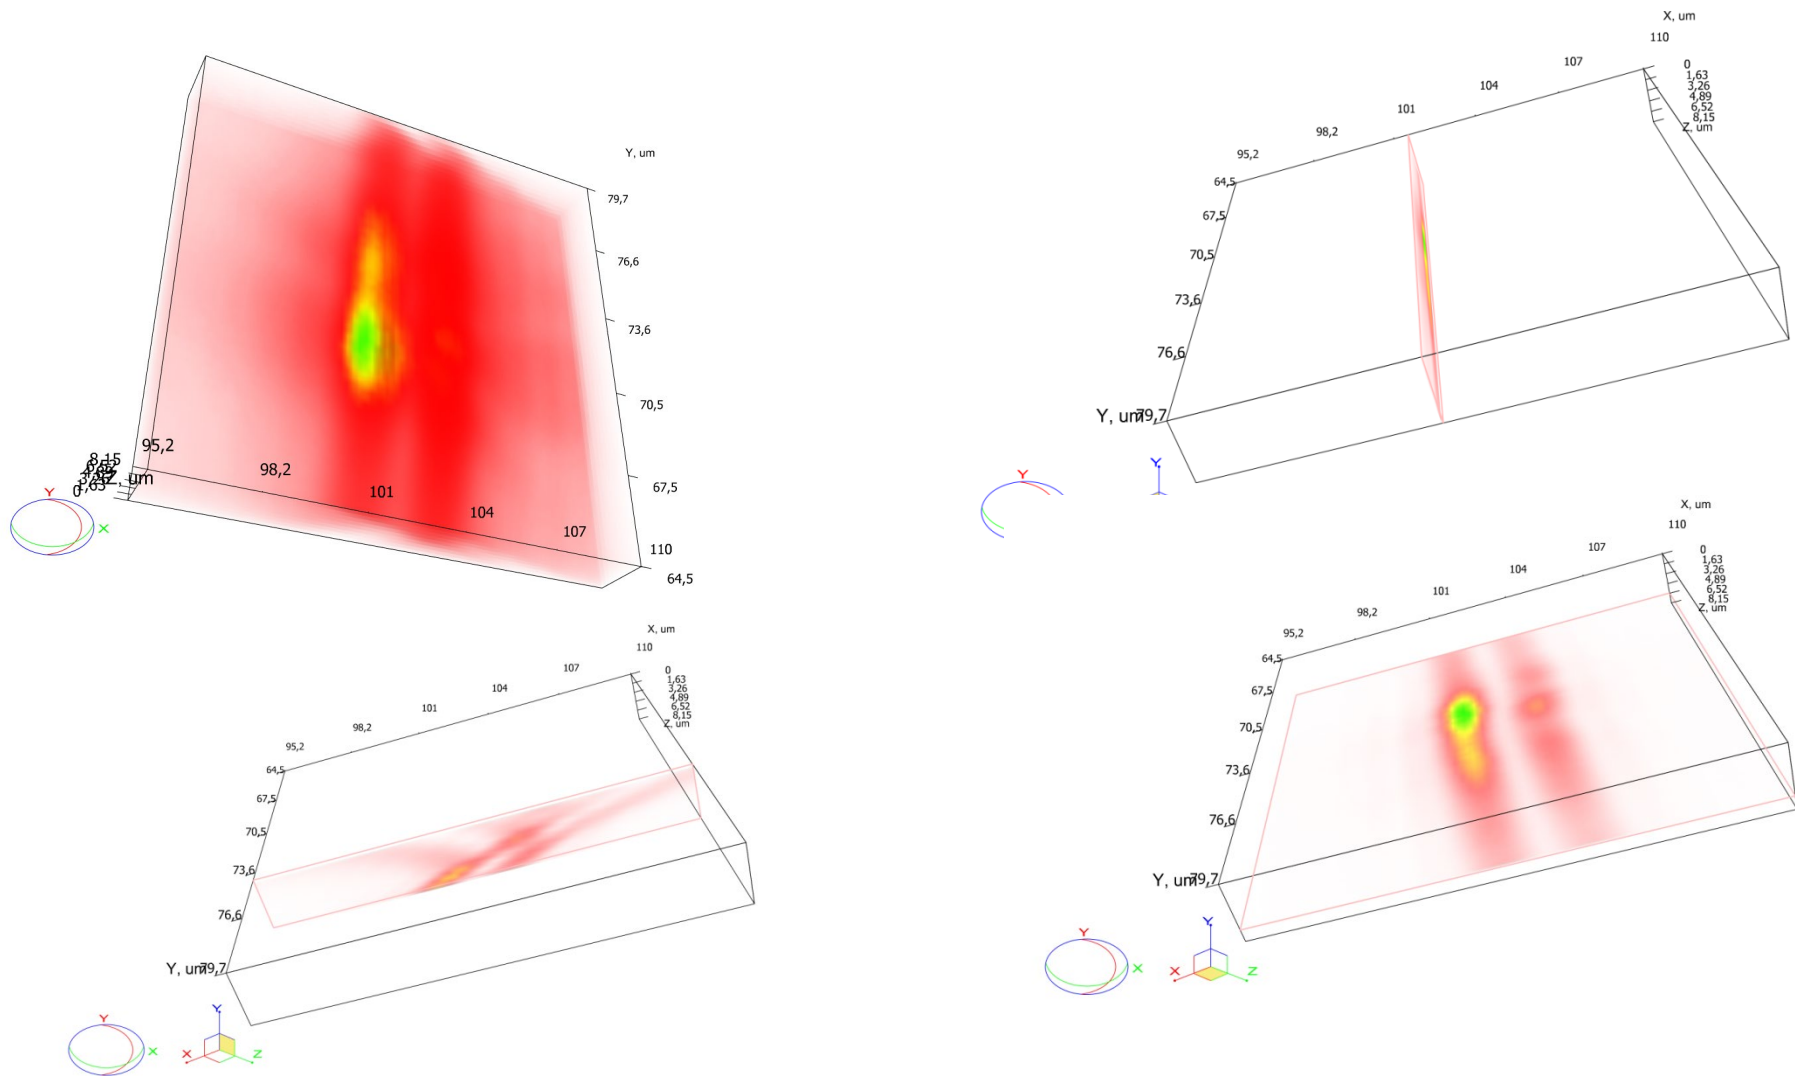 Y, um
79,7
76,6
73,6
70,5
67,5
64,5
95,2
98,2
101
104
107
110
8,15
1,63
0
Z, um
Y
X
X, um
110
107
104
101
98,2
95,2
0
1,63
3,26
4,89
6,52
8,15
Z, um
64,5
67,5
70,5
73,6
76,6
Y, um
79,7
Y
Y
X, um
110
107
104
101
98,2
95,2
0
1,63
3,26
4,89
6,52
8,15
Z, um
64,5
67,5
70,5
73,6
76,6
Y, um
79,7
Y
X
Y
X
Z
X, um
110
107
104
101
98,2
95,2
0
1,63
3,26
4,89
6,52
8,15
Z, um
64,5
67,5
70,5
73,6
76,6
Y, um
79,7
Y
X
Y
X
Z